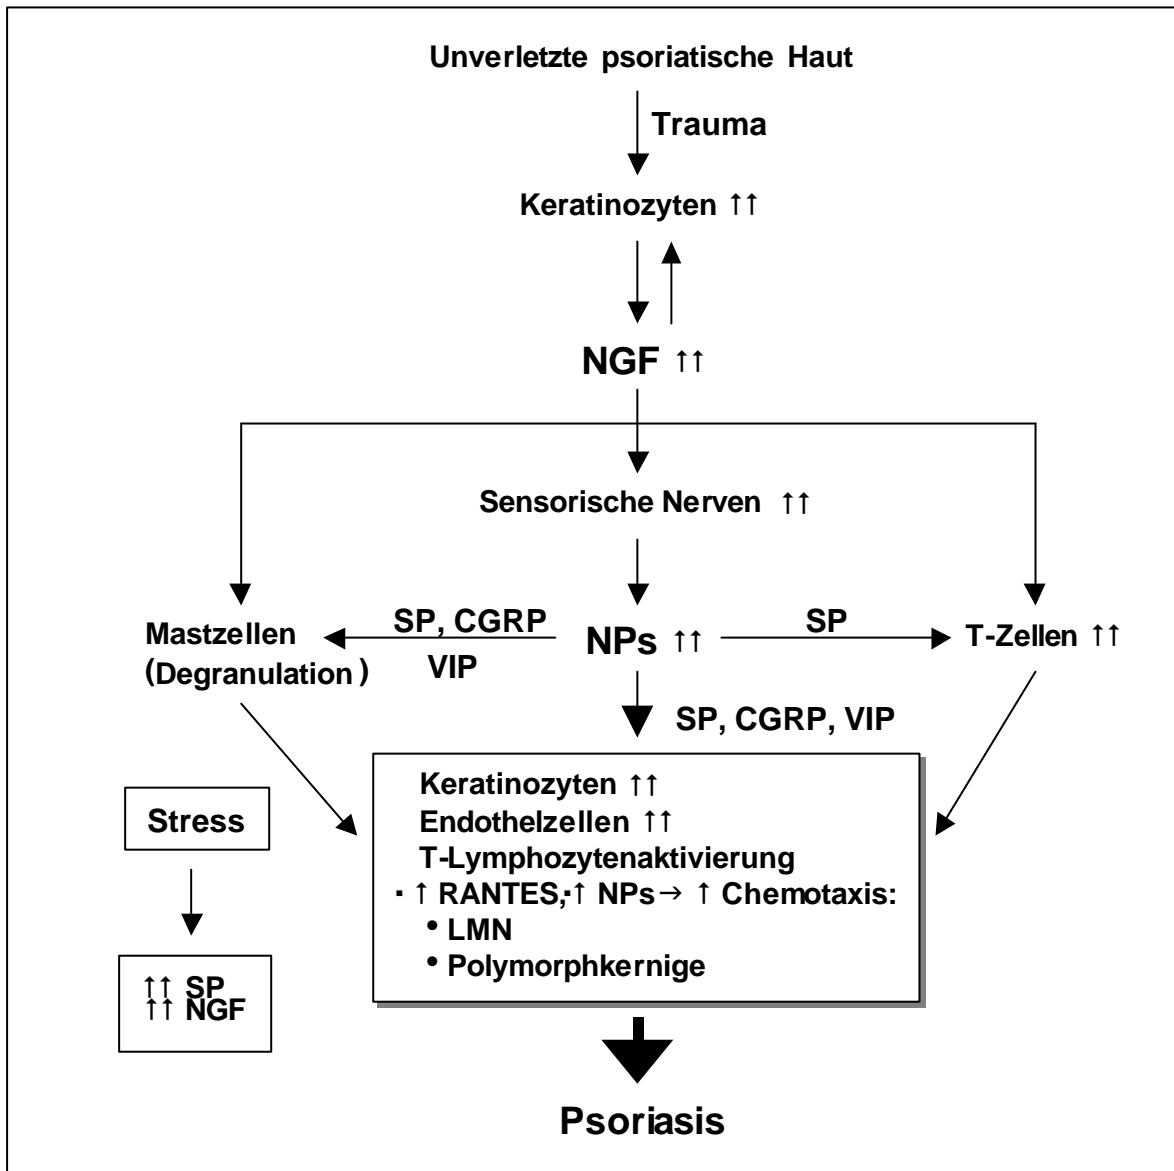 Unverletzte psoriatische Haut
Trauma
Keratinozyten ↑↑
NGF ↑↑
Sensorische Nerven ↑↑
Mastzellen
(Degranulation)
SP, CGRP
VIP
NPs ↑↑
SP
T-Zellen ↑↑
SP, CGRP, VIP
Keratinozyten ↑↑
Endothelzellen ↑↑
T-Lymphozytenaktivierung
· ↑ RANTES,·↑ NPs → ↑ Chemotaxis:
• LMN
• Polymorphkernige
Stress
↑↑ SP
↑↑ NGF
Psoriasis